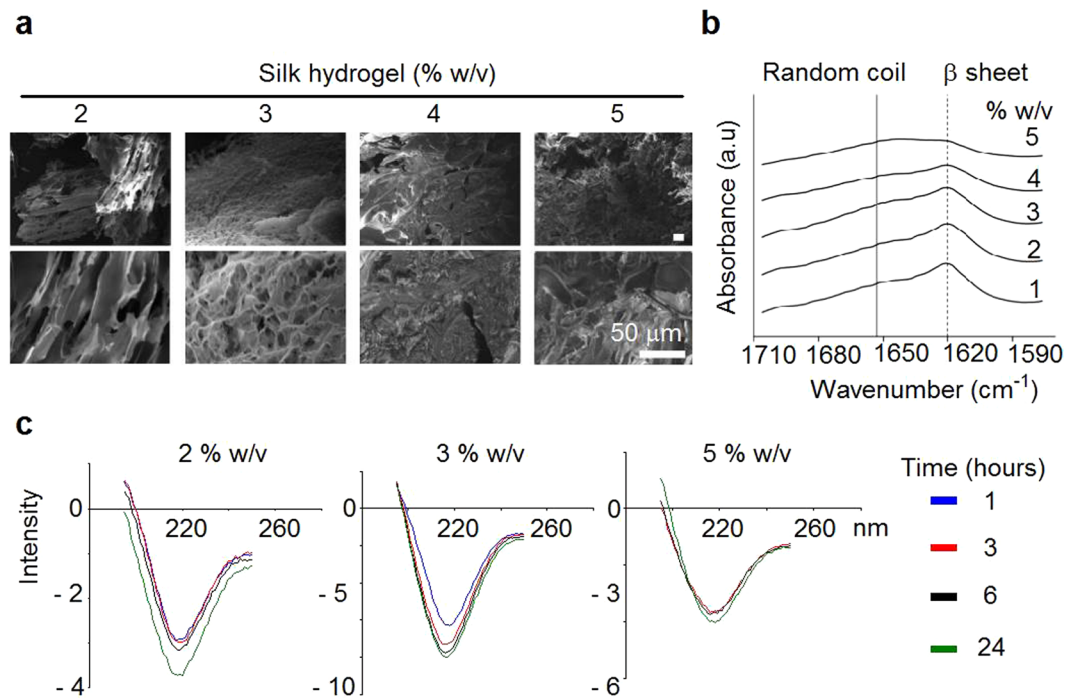 a
Silk hydrogel (% w/v)
2 3 4 5
50 μm
b
Random coil β sheet
% w/v
5
4
3
2
1
Absorbance (a.u)
1710 1680 1650 1620 1590
Wavenumber (cm-1)
c
2 % w/v 3 % w/v 5 % w/v
Time (hours)
1
3
6
24
Intensity
0 220 260
- 2
- 4
0 220 260
- 5
- 10
0 220 260 nm
- 3
- 6